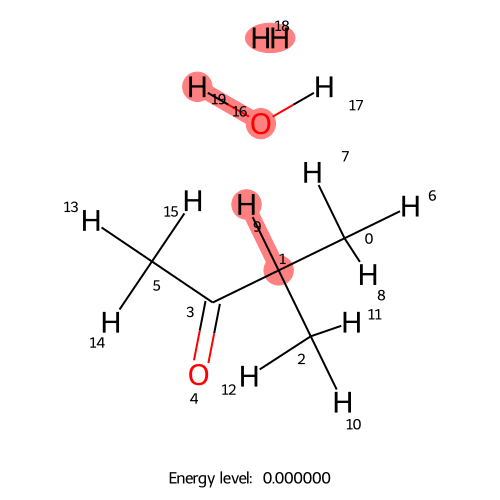 18
HH
H 19 16 O H 17
H 7
H 6
13 H 15 H H 9 1 0
H 8
5 3 H 11
H 14 2
O 4 12 H H 10
Energy level: 0.000000